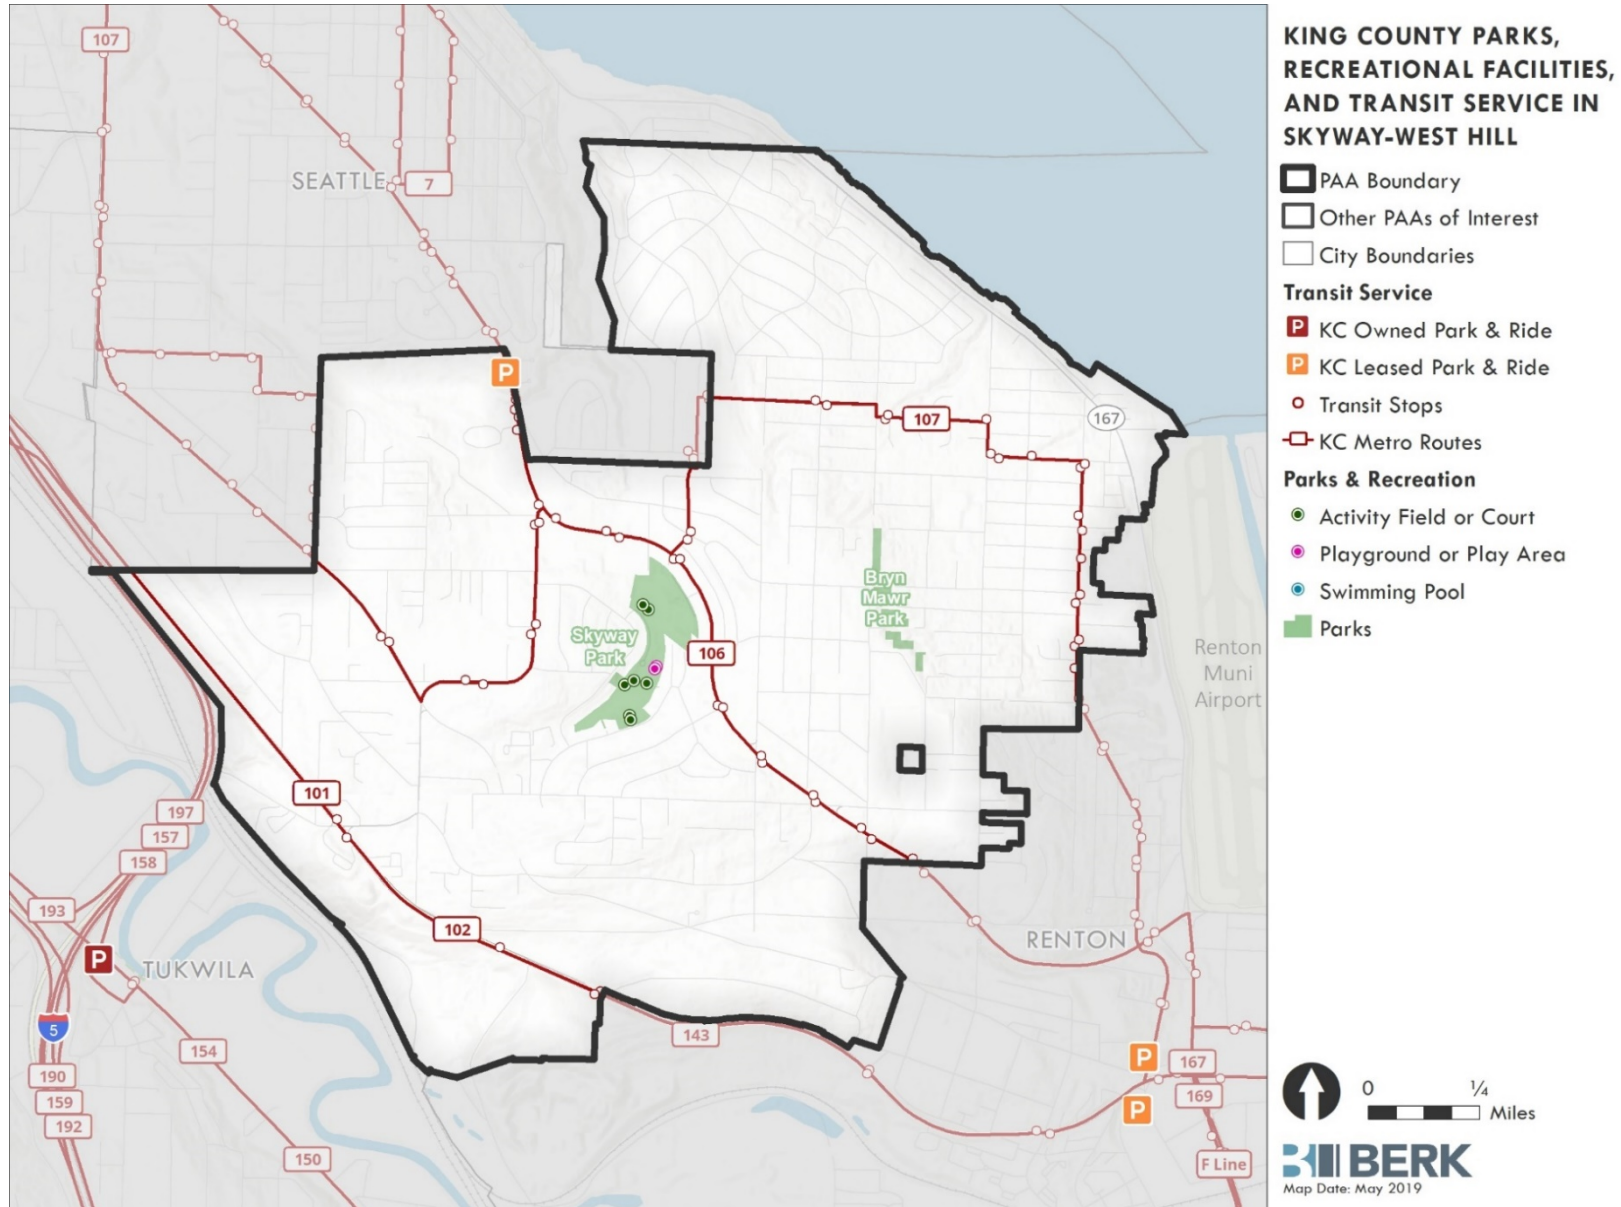 KING COUNTY PARKS,
RECREATIONAL FACILITIES,
AND TRANSIT SERVICE IN
SKYWAY-WEST HILL
PAA Boundary
Other PAAs of Interest
City Boundaries
Transit Service
P KC Owned Park & Ride
P KC Leased Park & Ride
Transit Stops
KC Metro Routes
Parks & Recreation
Activity Field or Court
Playground or Play Area
Swimming Pool
Parks
107
SEATTLE
7
P
107
167
Bryn
Mawr
Park
Skyway
Park
106
Renton
Muni
Airport
101
197
157
158
193
102
RENTON
P
TUKWILA
5
143
154
190
159
192
150
P
167
P
169
F Line
0 ¼
Miles
BERK
Map Date: May 2019